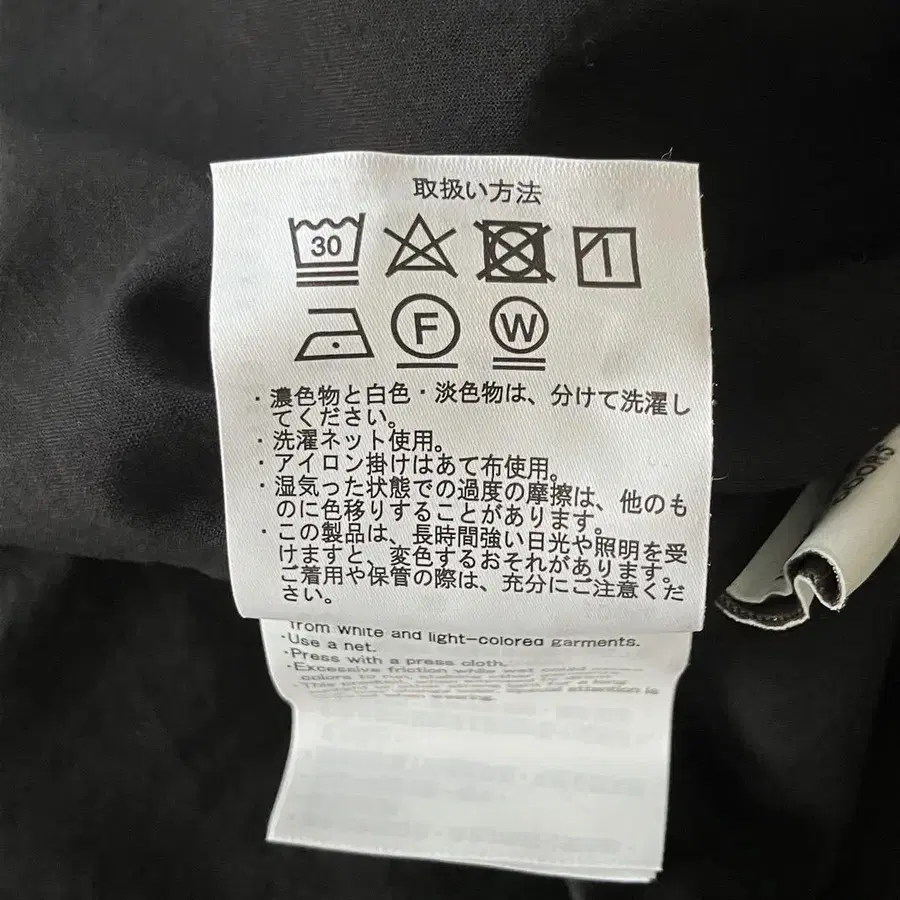 取扱い方法
30
F W
・濃色物と白色・淡色物は、分けて洗濯し
てください。
・洗濯ネット使用。
・アイロン掛けはあて布使用。
・湿気った状態での過度の摩擦は、他のも
のに色移りすることがあります。
・この製品は、長時間強い日光や照明を受
けますと、変色するおそれがあります。
ご着用や保管の際は、充分にご注意くだ
さい。
from white and light-colored garments.
·Use a net.
·Press with a press cloth.
·Excessive friction while wet could